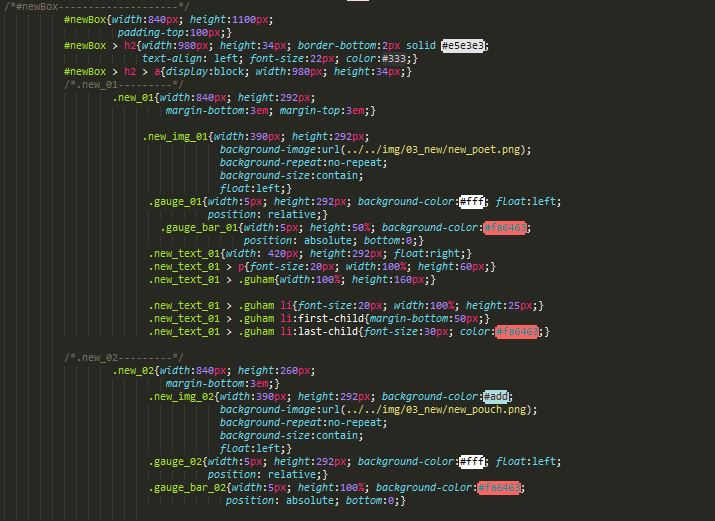 /*#newBox--------------------*/
#newBox{width:840px; height:1100px;
padding-top:100px;}
#newBox > h2{width:980px; height:34px; border-bottom:2px solid #e5e3e3;
text-align: left; font-size:22px; color:#333;}
#newBox > h2 > a{display:block; width:980px; height:34px;}
/*.new_01---------*/
.new_01{width:840px; height:292px;
margin-bottom:3em; margin-top:3em;}
.new_img_01{width:390px; height:292px;
background-image:url(../../img/03_new/new_poet.png);
background-repeat:no-repeat;
background-size:contain;
float:left;}
.gauge_01{width:5px; height:292px; background-color:#fff; float:left;
position: relative;}
.gauge_bar_01{width:5px; height:50%; background-color:#fa6463;
position: absolute; bottom:0;}
.new_text_01{width: 420px; height:292px; float:right;}
.new_text_01 > p{font-size:20px; width:100%; height:60px;}
.new_text_01 > .guham{width:100%; height:160px;}
.new_text_01 > .guham li{font-size:20px; width:100%; height:25px;}
.new_text_01 > .guham li:first-child{margin-bottom:50px;}
.new_text_01 > .guham li:last-child{font-size:30px; color:#fa6463;}
/*.new_02---------*/
.new_02{width:840px; height:260px;
margin-bottom:3em;}
.new_img_02{width:390px; height:292px; background-color:#add;
background-image:url(../../img/03_new/new_pouch.png);
background-repeat:no-repeat;
background-size:contain;
float:left;}
.gauge_02{width:5px; height:292px; background-color:#fff; float:left;
position: relative;}
.gauge_bar_02{width:5px; height:100%; background-color:#fa6463;
position: absolute; bottom:0;}